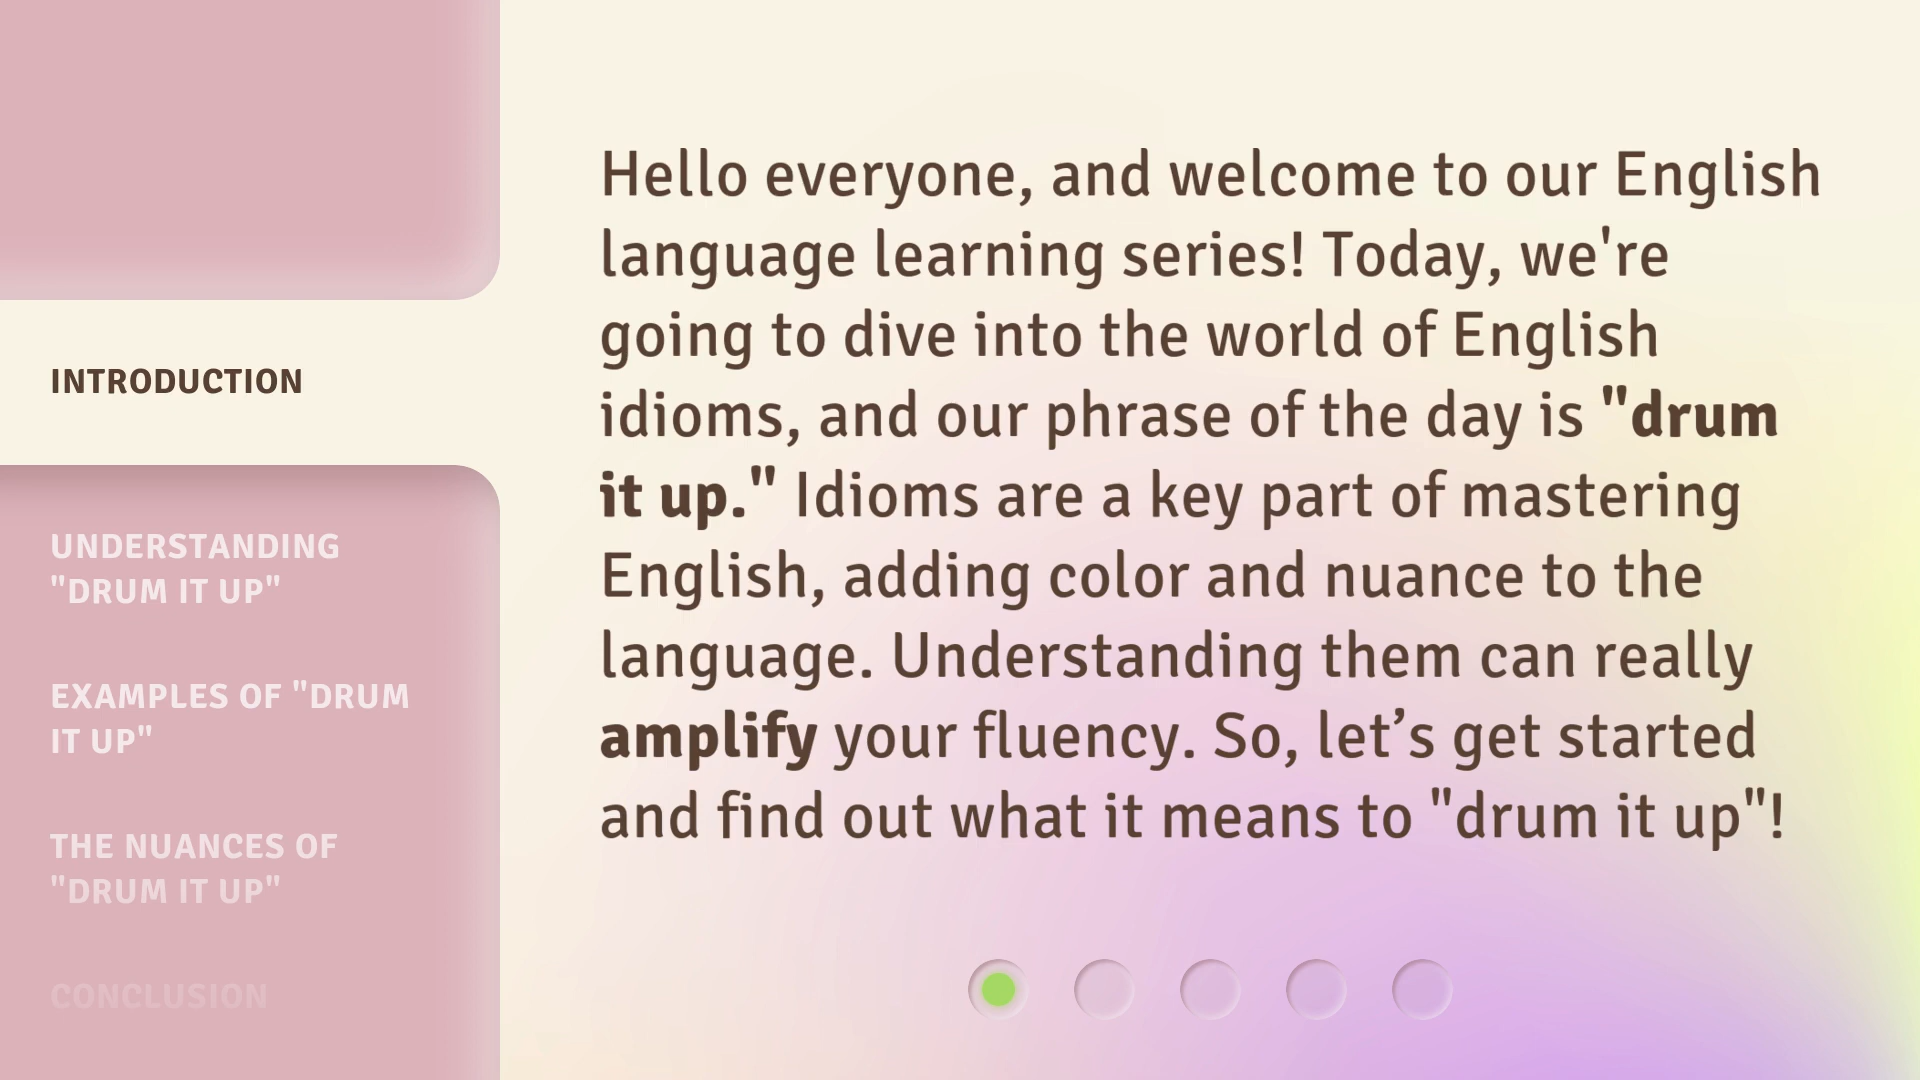 INTRODUCTION
UNDERSTANDING
"DRUM IT UP"
EXAMPLES OF "DRUM
IT UP"
THE NUANCES OF
"DRUM IT UP"
CONCLUSION
Hello everyone, and welcome to our English
language learning series! Today, we're
going to dive into the world of English
idioms, and our phrase of the day is "drum
it up." Idioms are a key part of mastering
English, adding color and nuance to the
language. Understanding them can really
amplify your fluency. So, let’s get started
and find out what it means to "drum it up"!